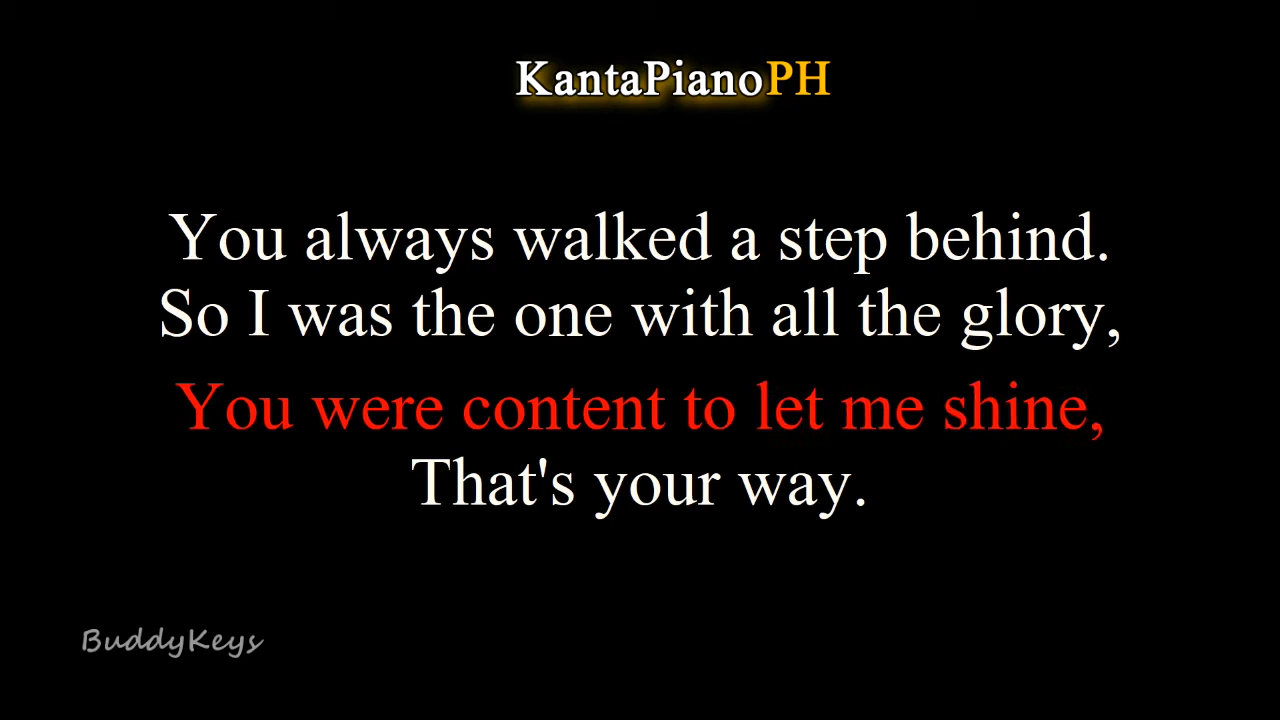 KantaPianoPH
You always walked a step behind.
So I was the one with all the glory,
You were content to let me shine,
That's your way.
BuddyKeys